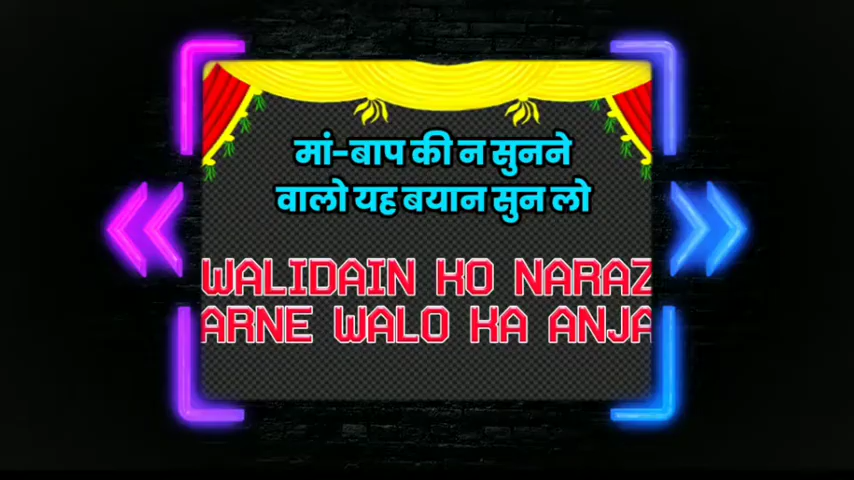 मां-बाप की न सुनने
वालो यह बयान सुन लो
WALIDAIN KO NARAZ
ARNE WALO KA ANJA